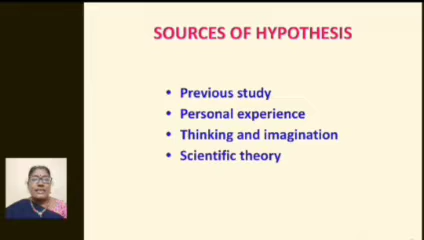 SOURCES OF HYPOTHESIS
• Previous study
• Personal experience
• Thinking and imagination
• Scientific theory